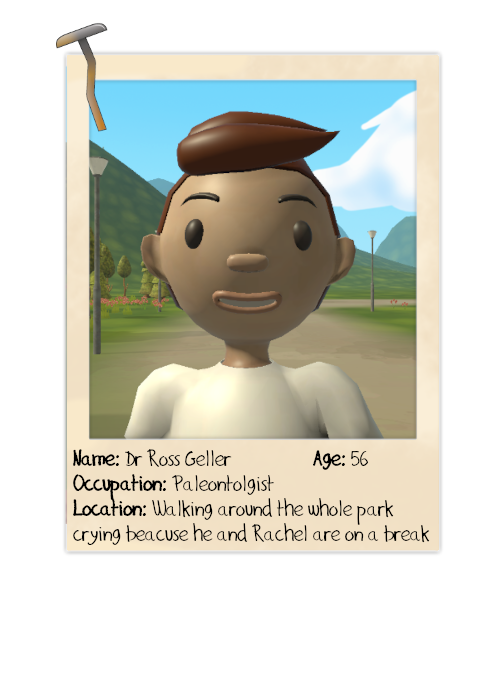 Name: Dr Ross Geller Age: 56
Occupation: Paleontolgist
Location: Walking around the whole park
crying beacuse he and Rachel are on a break